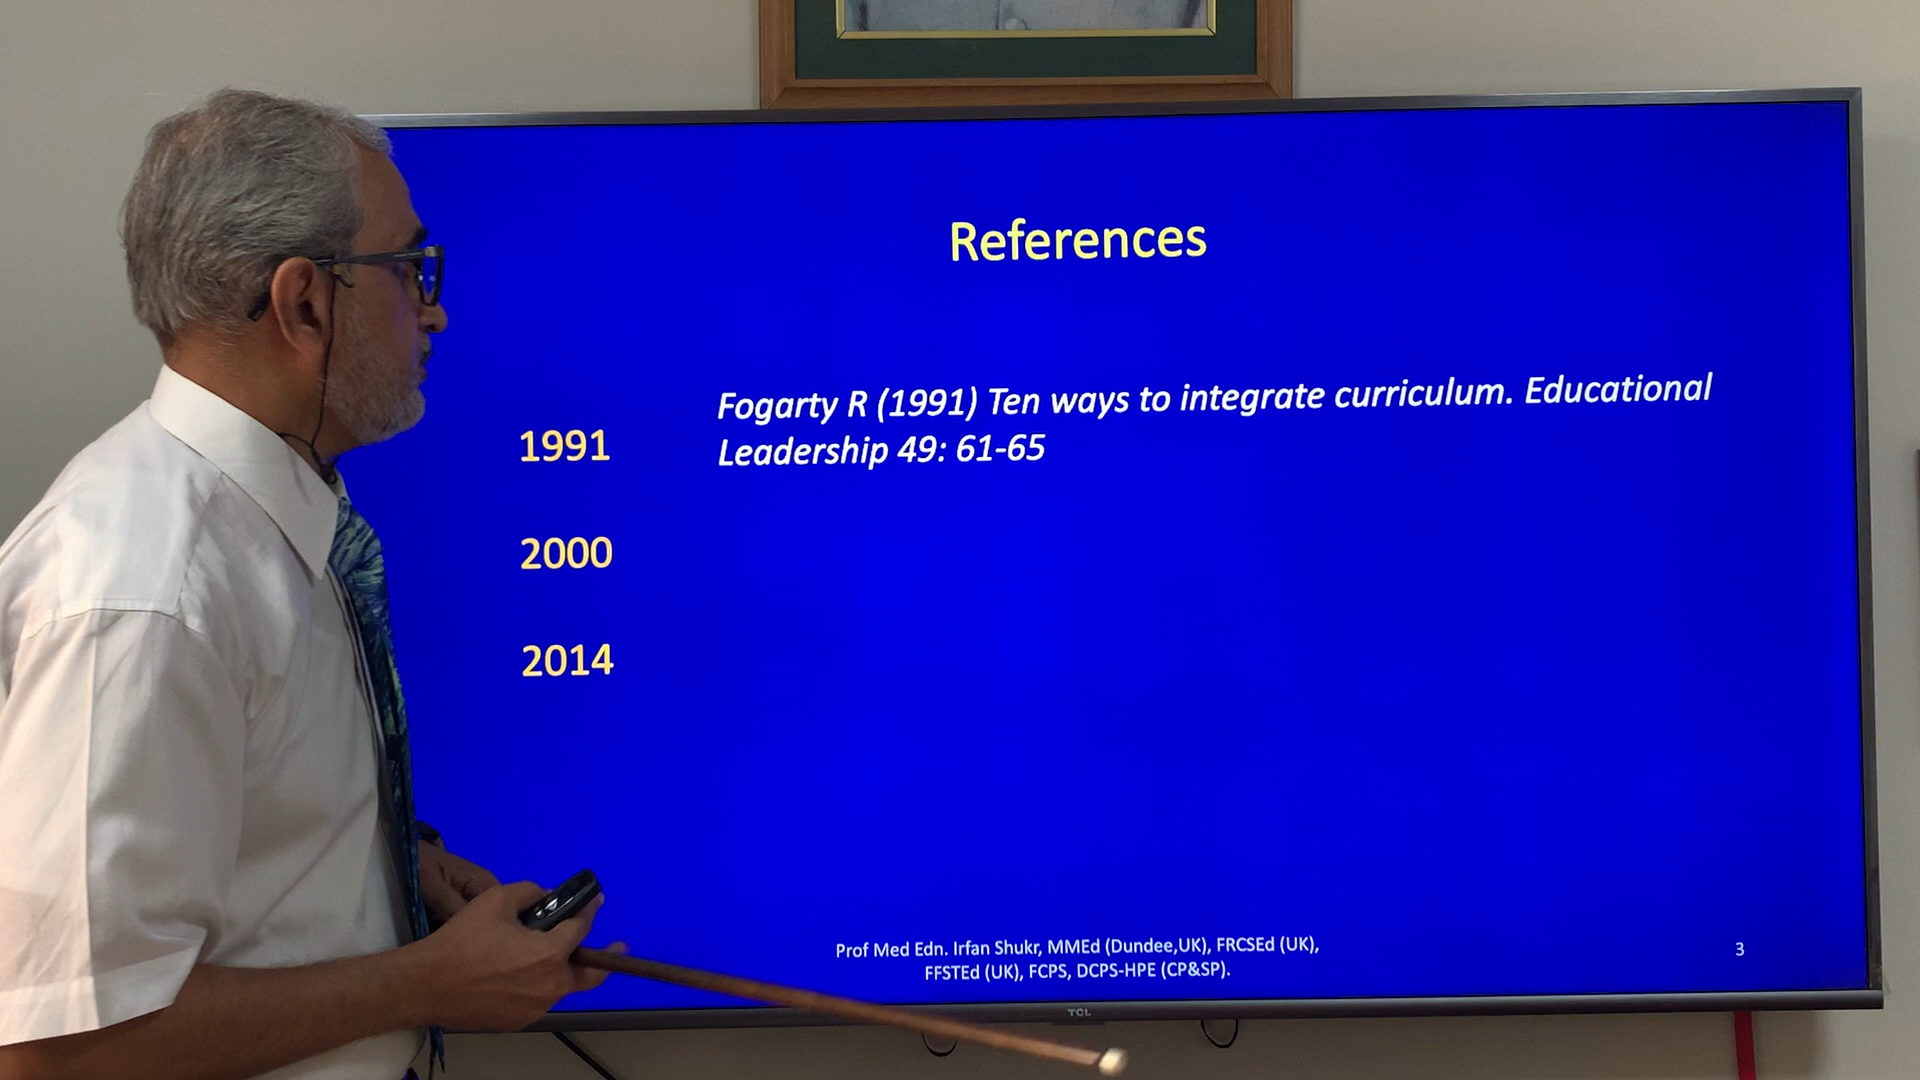 References
1991
Fogarty R (1991) Ten ways to integrate curriculum. Educational
Leadership 49: 61-65
2000
2014
Prof Med Edn. Irfan Shukr, MMEd (Dundee,UK), FRCSEd (UK),
FFSTEd (UK), FCPS, DCPS-HPE (CP&SP).
3
TCL